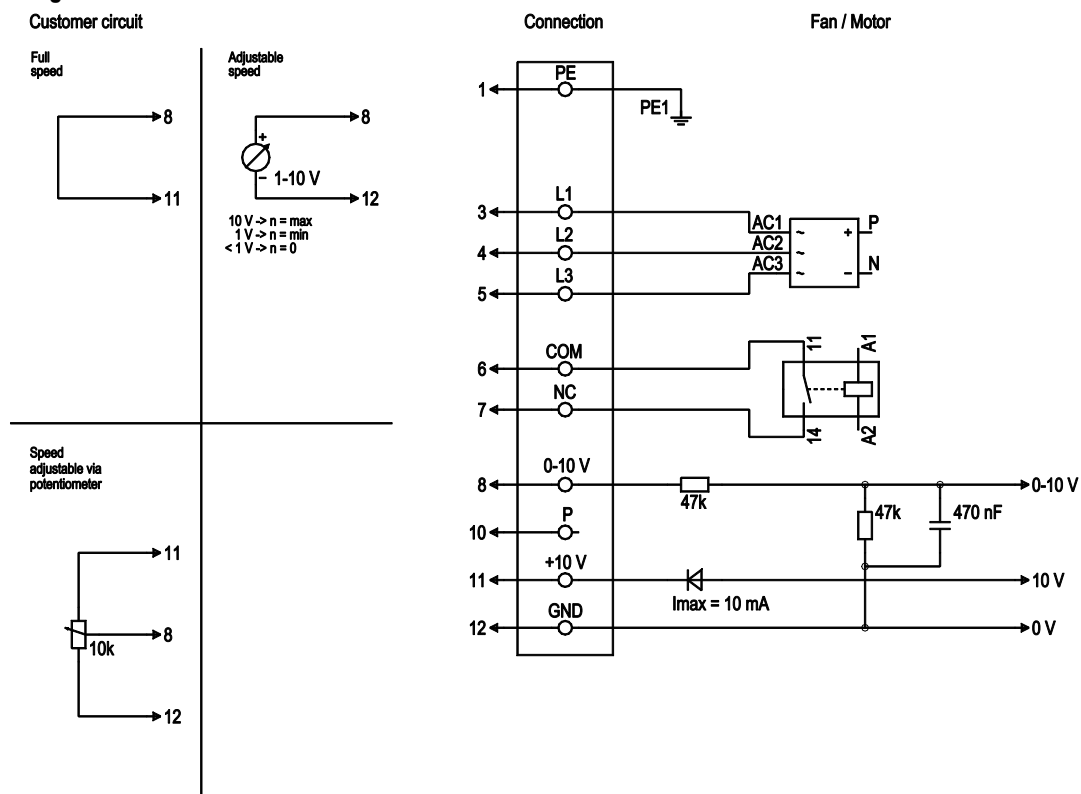 Customer circuit
Connection
Fan / Motor
Full
speed
8
11
Adjustable
speed
8
+
−
1-10 V
12
10 V -> n = max
1 V -> n = min
< 1 V -> n = 0
Speed
adjustable via
potentiometer
11
8
10k
12
1
PE
PE1
3
L1
4
L2
5
L3
AC1
AC2
AC3
~
~
~
+
−
P
N
6
COM
7
NC
11
14
A1
A2
8
0-10 V
47k
47k
470 nF
0-10 V
10
P
11
+10 V
Imax = 10 mA
10 V
12
GND
0 V